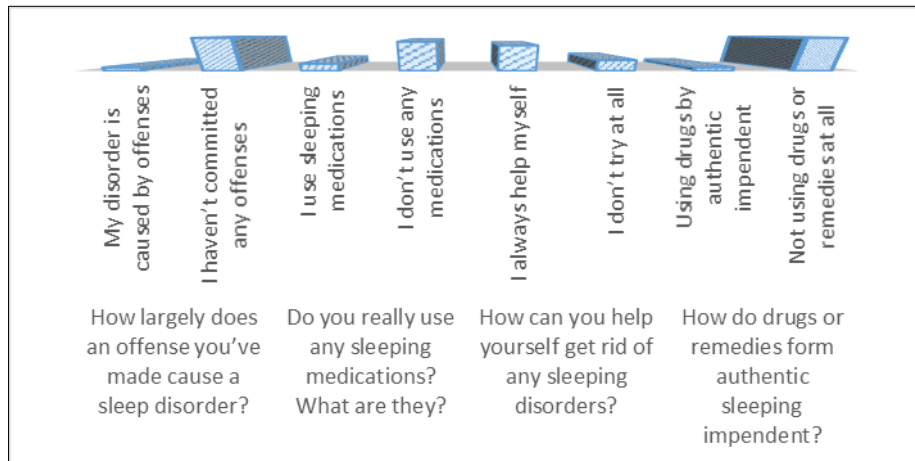 My disorder is
caused by offenses
I haven't committed
any offenses
I use sleeping
medications
I don't use any
medications
I always help myself
I don't try at all
Using drugs by
authentic
impendent
Not using drugs or
remedies at all
How largely does
an offense you've
made cause a
sleep disorder?
Do you really use
any sleeping
medications?
What are they?
How can you help
yourself get rid of
any sleeping
disorders?
How do drugs or
remedies form
authentic
sleeping
impendent?